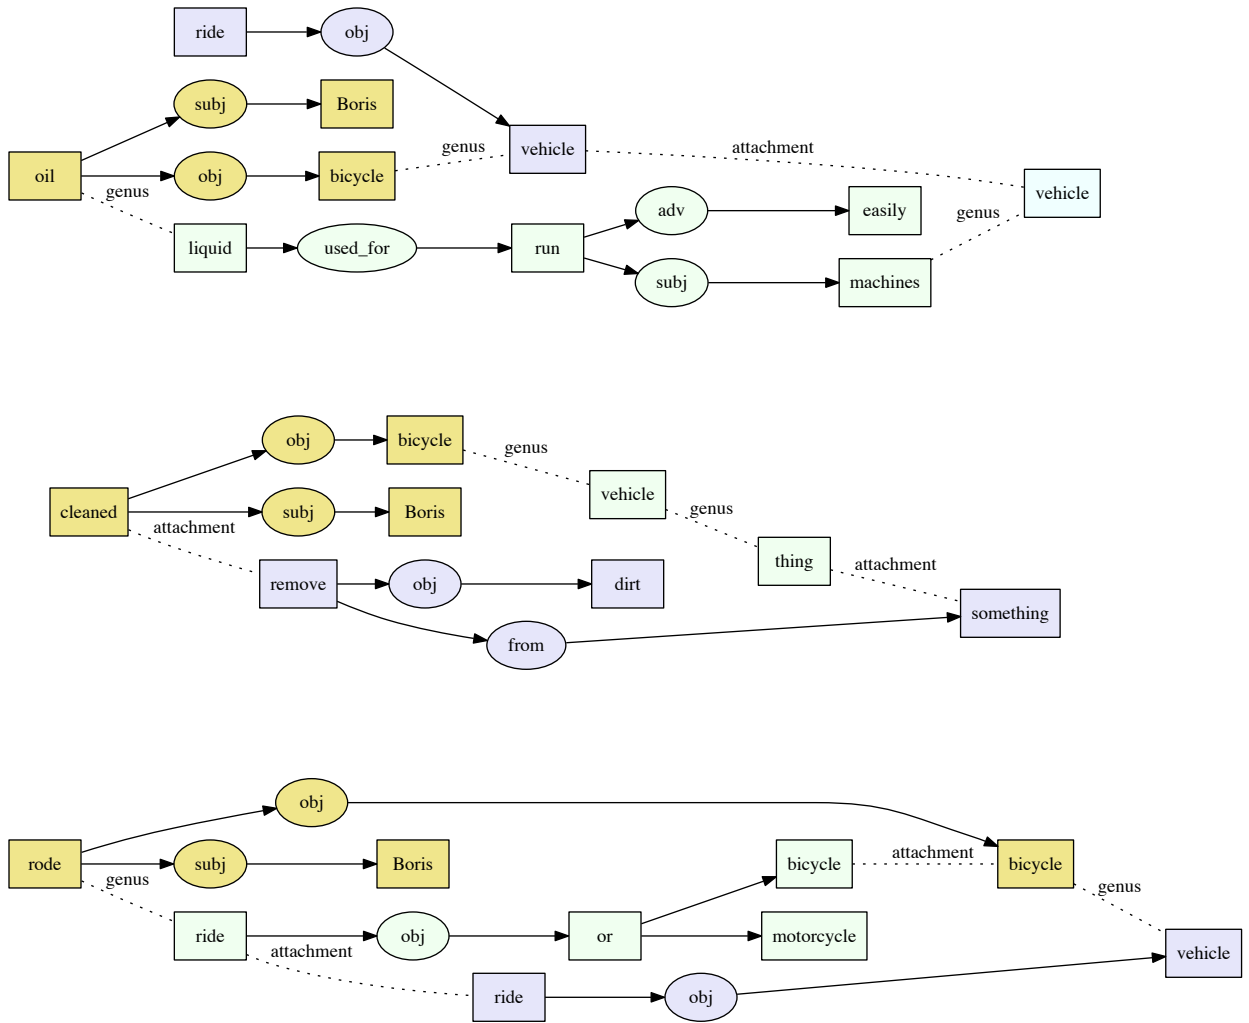 ride obj
subj Boris
genus vehicle attachment
oil obj bicycle
genus adv easily genus vehicle
liquid used_for run
subj machines
obj bicycle genus
vehicle genus
cleaned subj Boris
attachment thing attachment
remove obj dirt something
from
obj
rode subj Boris bicycle attachment bicycle
genus genus
ride obj or motorcycle
attachment vehicle
ride obj